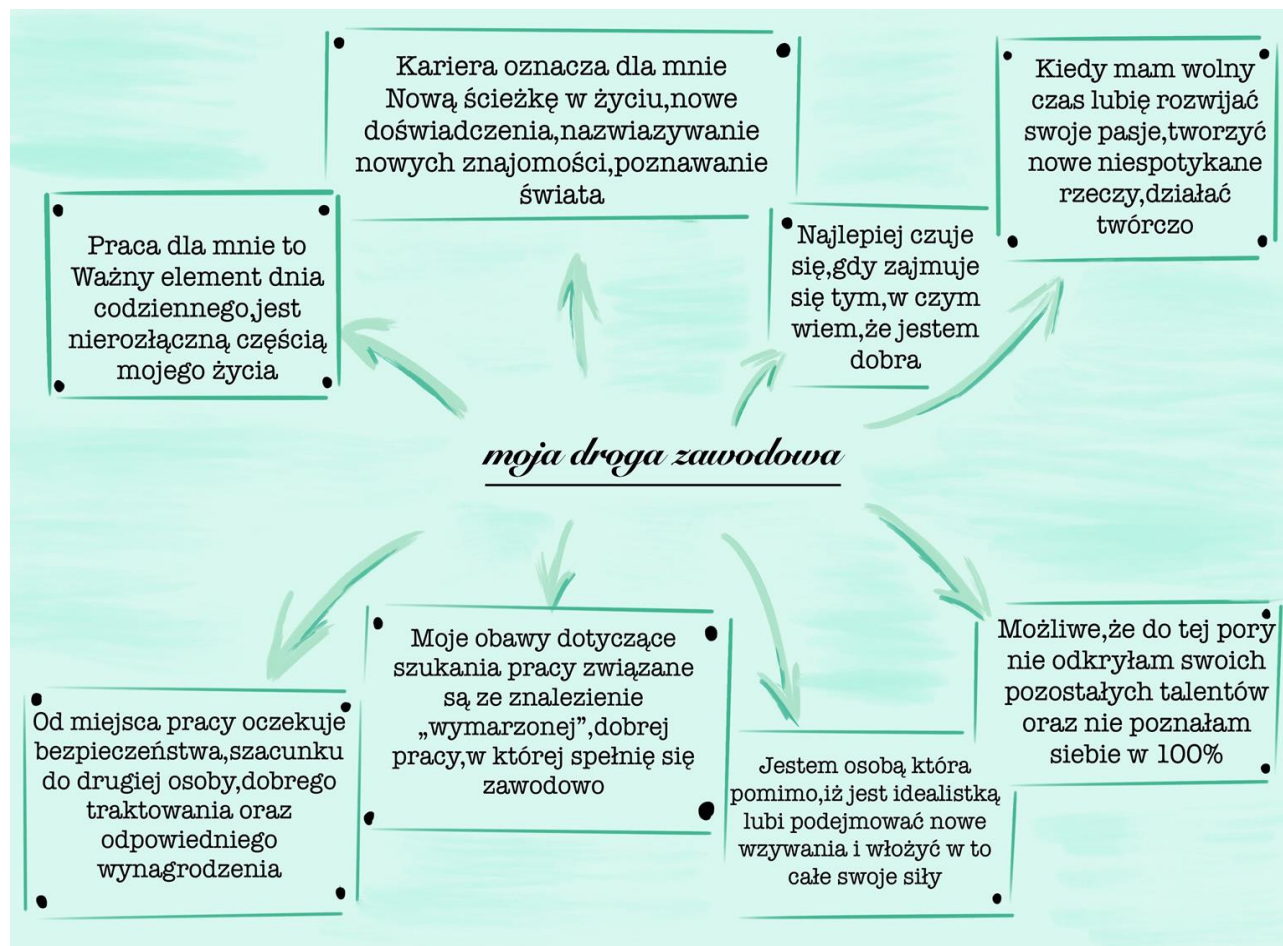 Kariera oznacza dla mnie
Nową ścieżkę w życiu,nowe
doświadczenia,nazwiazywanie
nowych znajomości,poznawanie
świata
Kiedy mam wolny
czas lubię rozwijać
swoje pasje,tworzyć
nowe niespotykane
rzeczy,działać
twórczo
Praca dla mnie to
Ważny element dnia
codziennego,jest
nierozłączną częścią
mojego życia
Najlepiej czuje
się,gdy zajmuje
się tym,w czym
wiem,że jestem
dobra
moja droga zawodowa
Od miejsca pracy oczekuje
bezpieczeństwa,szacunku
do drugiej osoby,dobrego
traktowania oraz
odpowiedniego
wynagrodzenia
Moje obawy dotyczące
szukania pracy związane
są ze znalezienie
„wymarzonej”,dobrej
pracy,w której spełnię się
zawodowo
Jestem osobą która
pomimo,iż jest idealistką
lubi podejmować nowe
wzywania i włożyć w to
całe swoje siły
Możliwe,że do tej pory
nie odkryłam swoich
pozostałych talentów
oraz nie poznałam
siebie w 100%